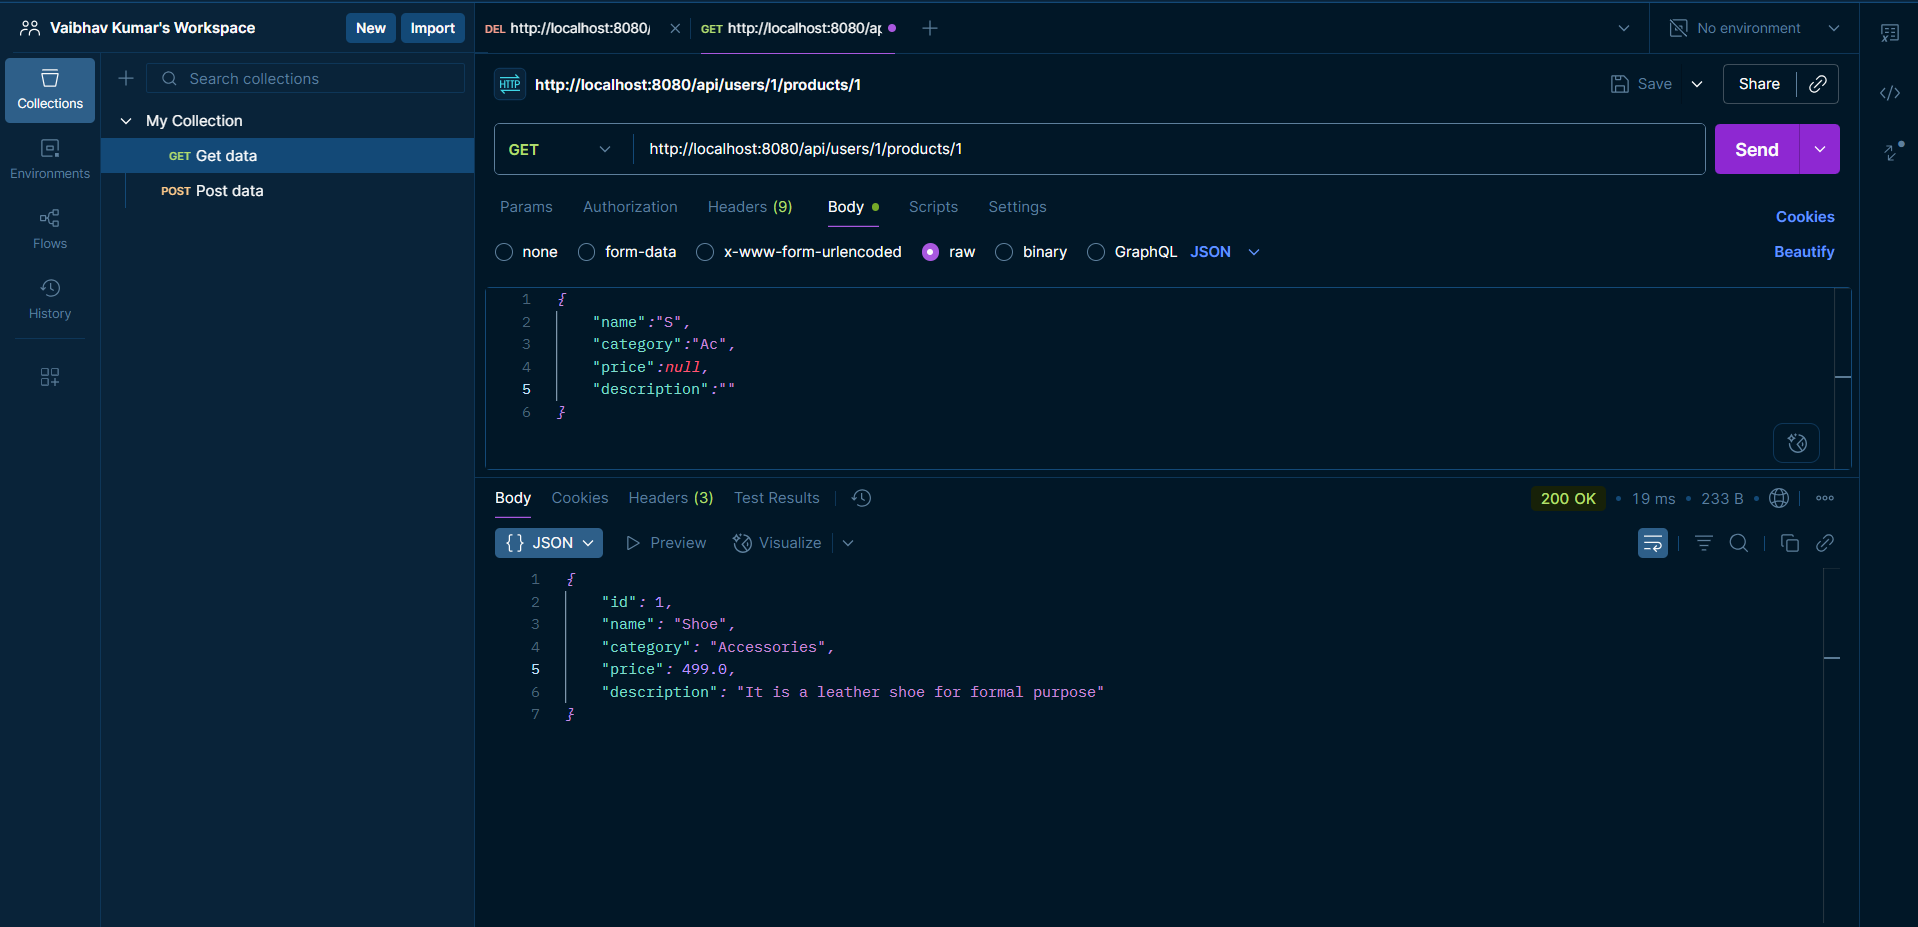 Vaibhav Kumar's Workspace
New
Import
DEL http://localhost:8080/
GET http://localhost:8080/ap
No environment
Collections
Search collections
http://localhost:8080/api/users/1/products/1
Save
Share
My Collection
GET Get data
POST Post data
Environments
Flows
History
GET
http://localhost:8080/api/users/1/products/1
Send
Params
Authorization
Headers (9)
Body
Scripts
Settings
Cookies
none
form-data
x-www-form-urlencoded
raw
binary
GraphQL
JSON
Beautify
1 {
2 "name":"S",
3 "category":"Ac",
4 "price":null,
5 "description":""
6 }
Body
Cookies
Headers (3)
Test Results
200 OK • 19 ms • 233 B •
{} JSON
Preview
Visualize
1 {
2 "id": 1,
3 "name": "Shoe",
4 "category": "Accessories",
5 "price": 499.0,
6 "description": "It is a leather shoe for formal purpose"
7 }